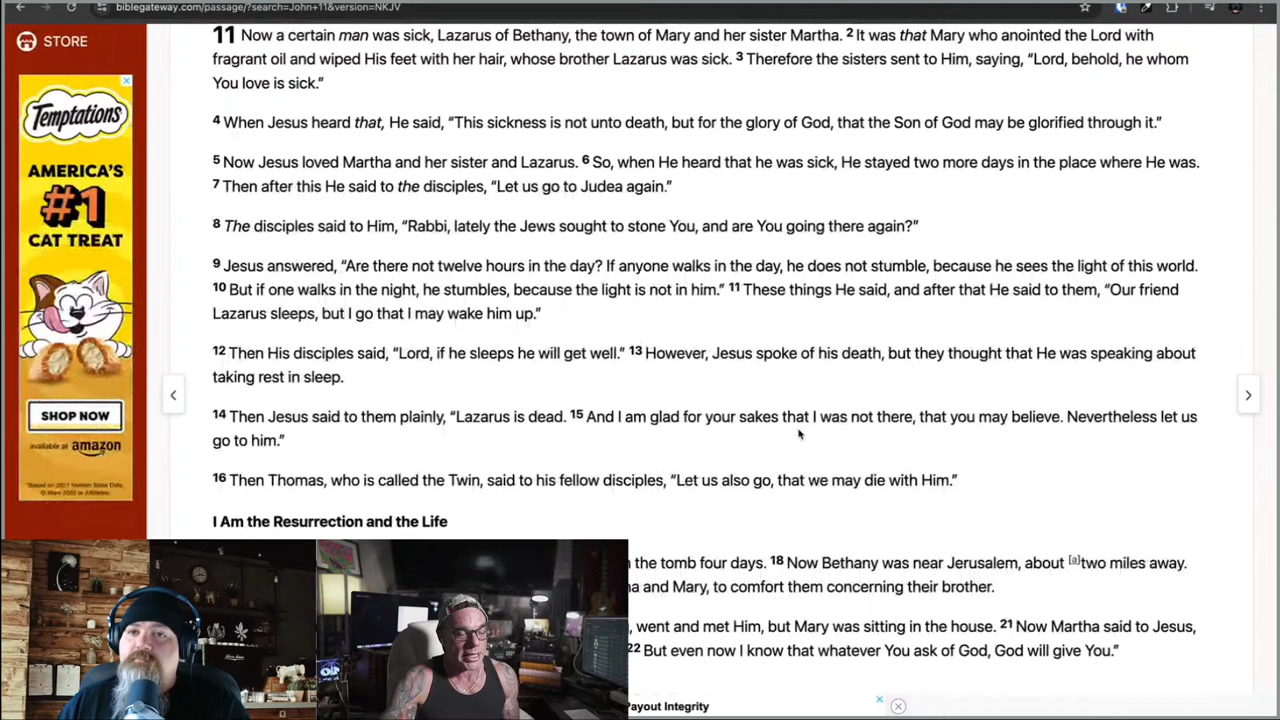 biblegateway.com/passage/?search=John+11&version=NKJV
STORE
Temptations
AMERICA'S
#1
CAT TREAT
SHOP NOW
available at amazon
11 Now a certain man was sick, Lazarus of Bethany, the town of Mary and her sister Martha. 2 It was that Mary who anointed the Lord with
fragrant oil and wiped His feet with her hair, whose brother Lazarus was sick. 3 Therefore the sisters sent to Him, saying, “Lord, behold, he whom
You love is sick.”
4 When Jesus heard that, He said, “This sickness is not unto death, but for the glory of God, that the Son of God may be glorified through it.”
5 Now Jesus loved Martha and her sister and Lazarus. 6 So, when He heard that he was sick, He stayed two more days in the place where He was.
7 Then after this He said to the disciples, “Let us go to Judea again.”
8 The disciples said to Him, “Rabbi, lately the Jews sought to stone You, and are You going there again?”
9 Jesus answered, “Are there not twelve hours in the day? If anyone walks in the day, he does not stumble, because he sees the light of this world.
10 But if one walks in the night, he stumbles, because the light is not in him.” 11 These things He said, and after that He said to them, “Our friend
Lazarus sleeps, but I go that I may wake him up.”
12 Then His disciples said, “Lord, if he sleeps he will get well.” 13 However, Jesus spoke of his death, but they thought that He was speaking about
taking rest in sleep.
14 Then Jesus said to them plainly, “Lazarus is dead. 15 And I am glad for your sakes that I was not there, that you may believe. Nevertheless let us
go to him.”
16 Then Thomas, who is called the Twin, said to his fellow disciples, “Let us also go, that we may die with Him.”
I Am the Resurrection and the Life
the tomb four days. 18 Now Bethany was near Jerusalem, about [a]two miles away.
and Mary, to comfort them concerning their brother.
, went and met Him, but Mary was sitting in the house. 21 Now Martha said to Jesus,
22 But even now I know that whatever You ask of God, God will give You.”
Payout Integrity